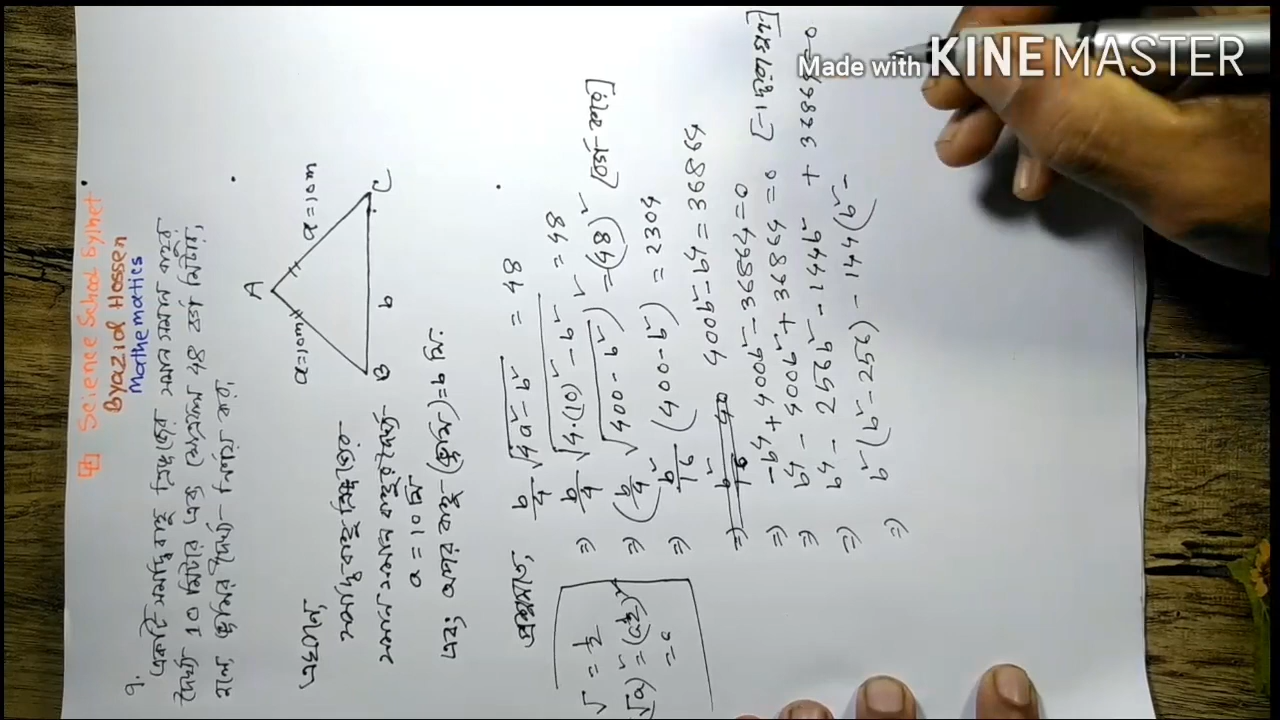 Science School Sylhet
Byazid Hossen
Mathematics
৭. একটি সমদ্বিবাহু ত্রিভুজের সমান সমান বাহুর
দৈর্ঘ্য 10 মিটার এবং ক্ষেত্রফল 48 বর্গ মিটার,
হলে ভূমির দৈর্ঘ্য নির্ণয় কর,
A
a=10m
a=10m
B
b
C
সমদ্বিবাহু ত্রিভুজের
সমান সমান বাহুর দৈর্ঘ্য
a = 10 মি
এবং অপর বাহু (ভূমি) = b
প্রশ্নমতে, b/4 √4a² - b² = 48
⇒ b/4 √4.(10)² - b² = 48
⇒ (b/4 √400 - b²)² = (48)² [বর্গ করে]
⇒ b²/16 (400 - b²) = 2304
⇒ 400b² - b4 = 36864
⇒ -b4 + 400b² - 36864 = 0
⇒ b4 - 400b² + 36864 = 0
⇒ b4 - 256b² - 144b² + 36864 = 0
⇒ b²(b² - 256) - 144(b²-
√ = 1/2
Made with KINEMASTER